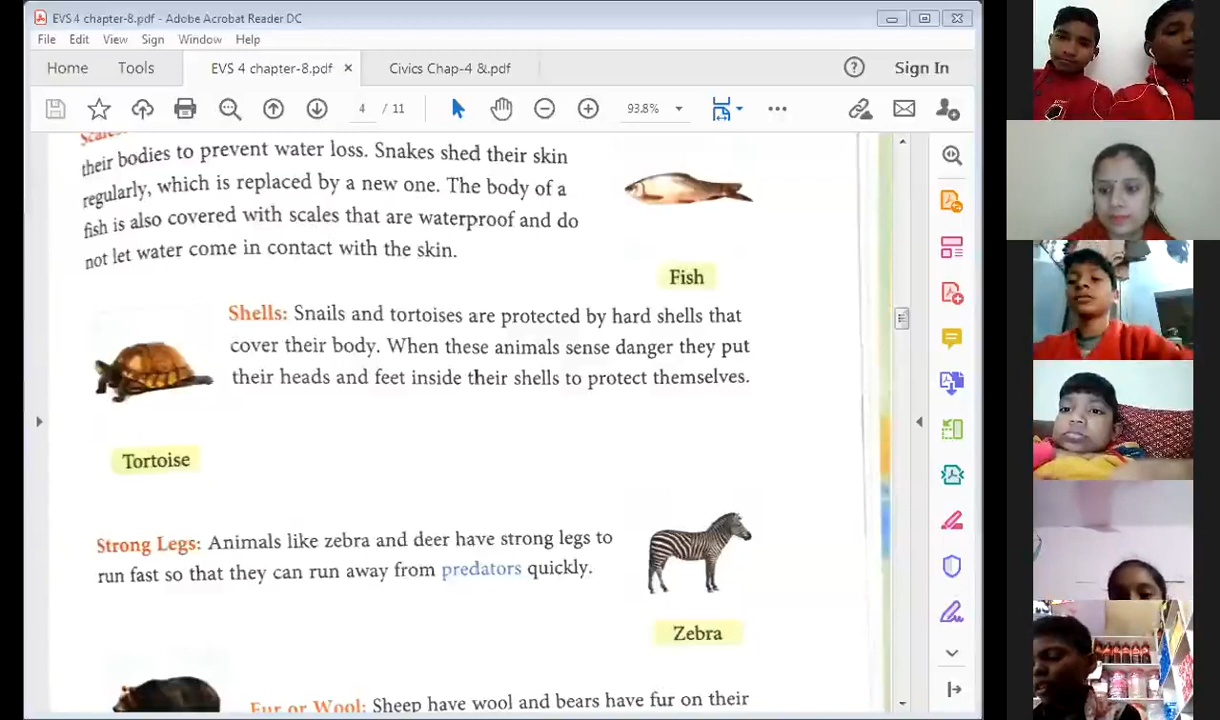 EVS 4 chapter-8.pdf - Adobe Acrobat Reader DC
File Edit View Sign Window Help
Home Tools EVS 4 chapter-8.pdf × Civics Chap-4 &.pdf Sign In
4 / 11 93.8%
their bodies to prevent water loss. Snakes shed their skin
regularly, which is replaced by a new one. The body of a
fish is also covered with scales that are waterproof and do
not let water come in contact with the skin.
Fish
Shells: Snails and tortoises are protected by hard shells that
cover their body. When these animals sense danger they put
their heads and feet inside their shells to protect themselves.
Tortoise
Strong Legs: Animals like zebra and deer have strong legs to
run fast so that they can run away from predators quickly.
Zebra
Fur or Wool: Sheep have wool and bears have fur on their